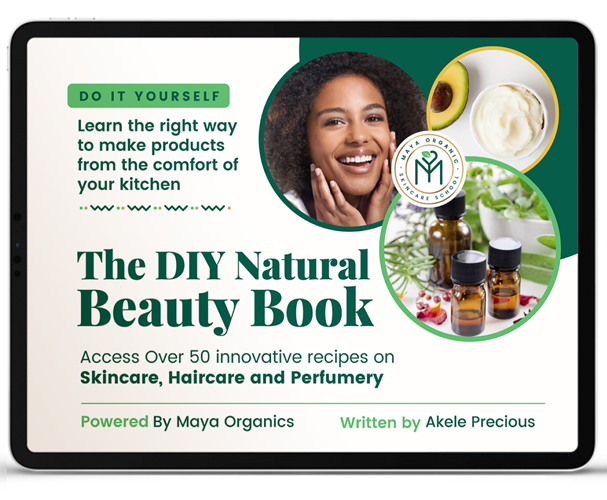 DO IT YOURSELF
Learn the right way
to make products
from the comfort of
your kitchen
MAYA ORGANIC
SKINCARE SCHOOL
The DIY Natural
Beauty Book
Access Over 50 innovative recipes on
Skincare, Haircare and Perfumery
Powered By Maya Organics
Written by Akele Precious